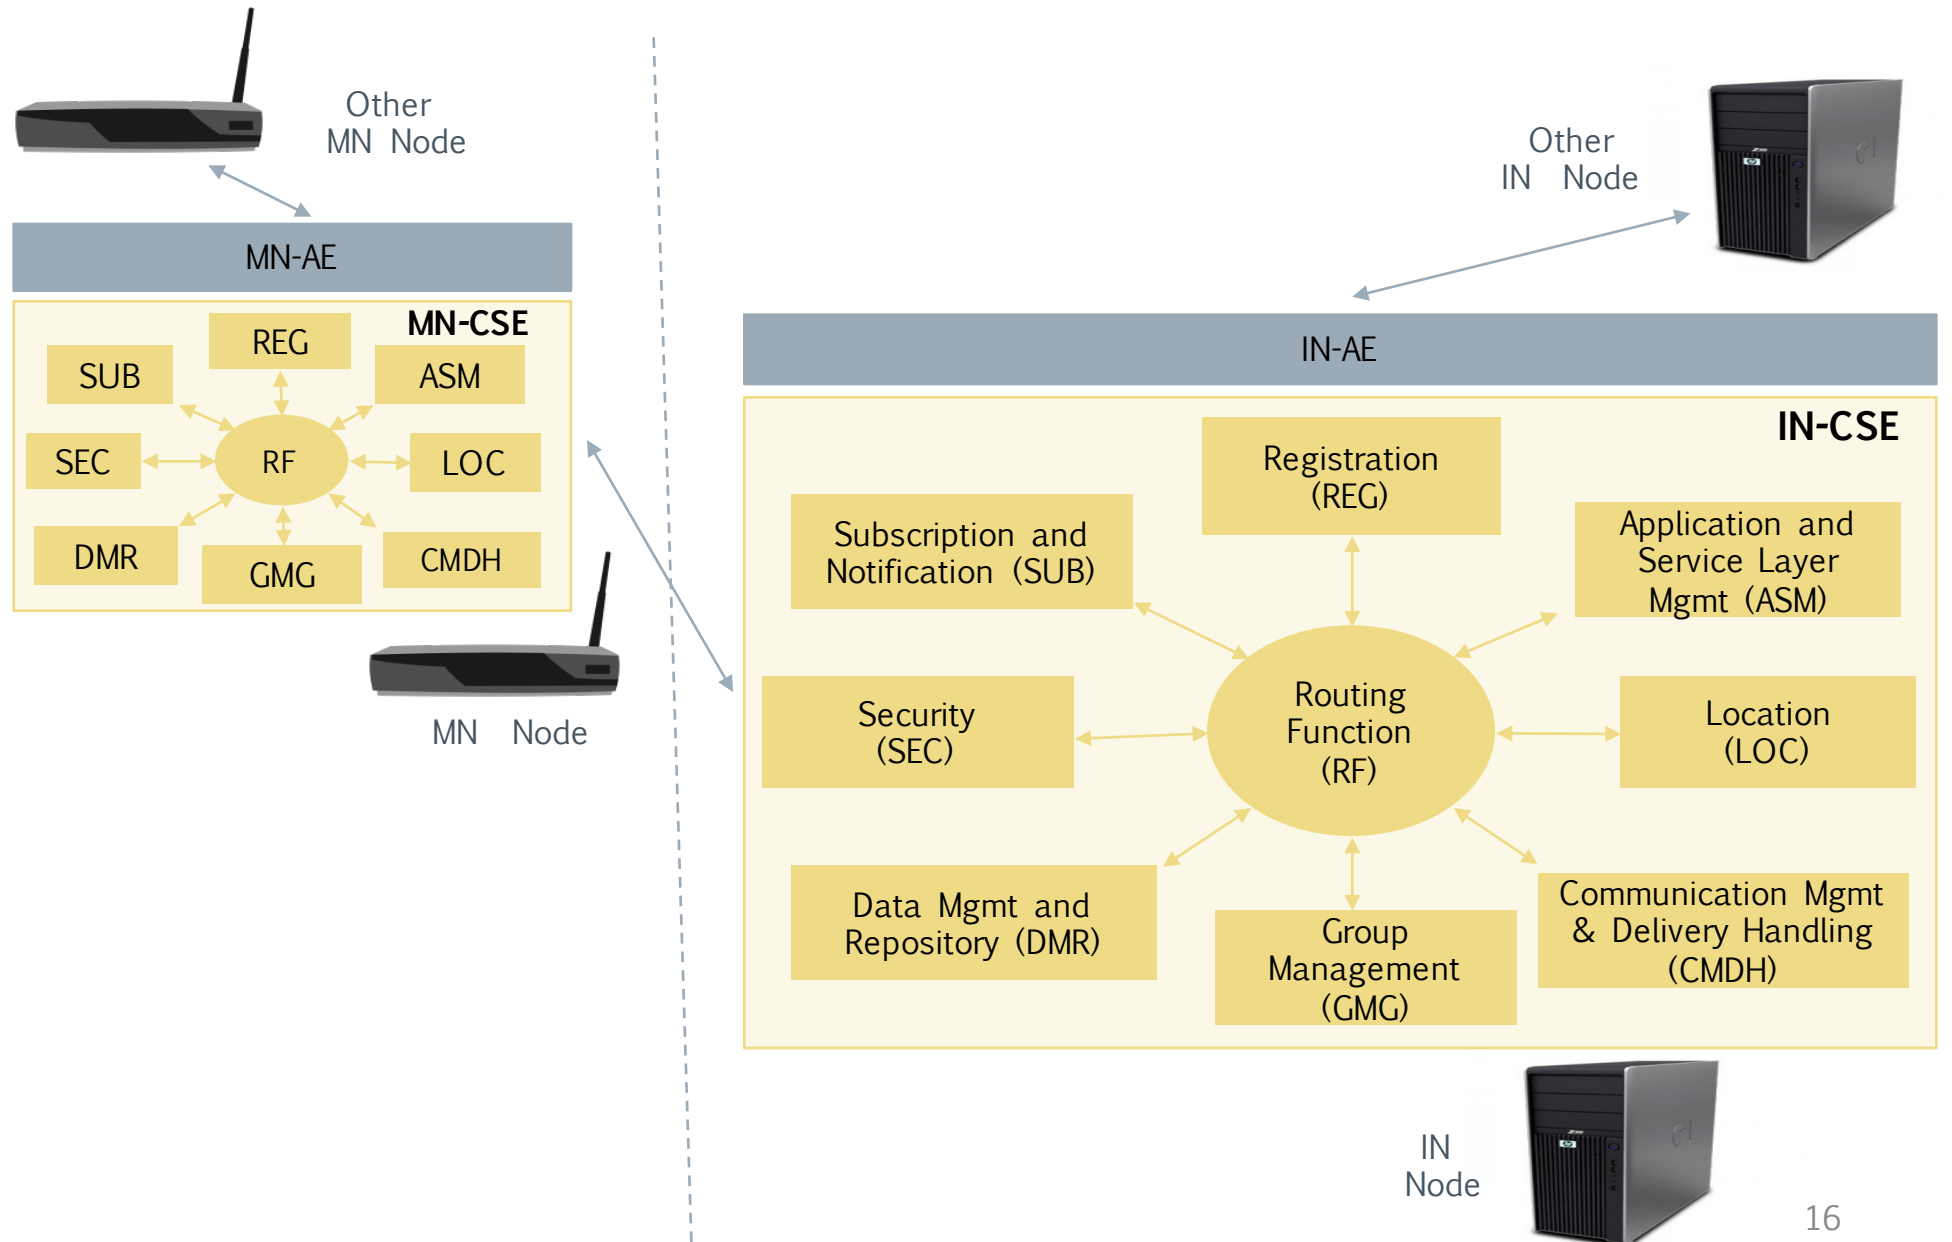 Other
MN Node
MN-AE
MN-CSE
REG
SUB
ASM
SEC
RF
LOC
DMR
GMG
CMDH
MN Node
Other
IN Node
IN-AE
IN-CSE
Registration
(REG)
Subscription and
Notification (SUB)
Application and
Service Layer
Mgmt (ASM)
Security
(SEC)
Routing
Function
(RF)
Location
(LOC)
Data Mgmt and
Repository (DMR)
Group
Management
(GMG)
Communication Mgmt
& Delivery Handling
(CMDH)
IN
Node
16